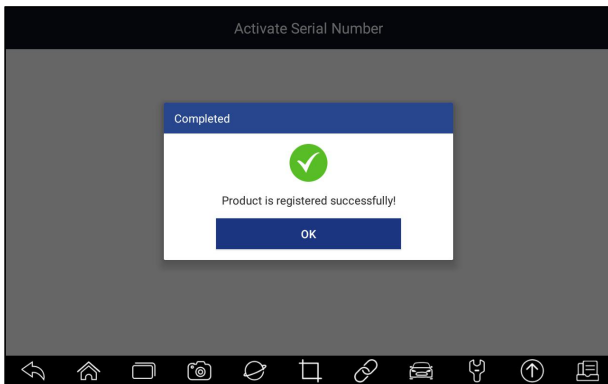 Activate Serial Number
Completed
Product is registered successfully!
OK